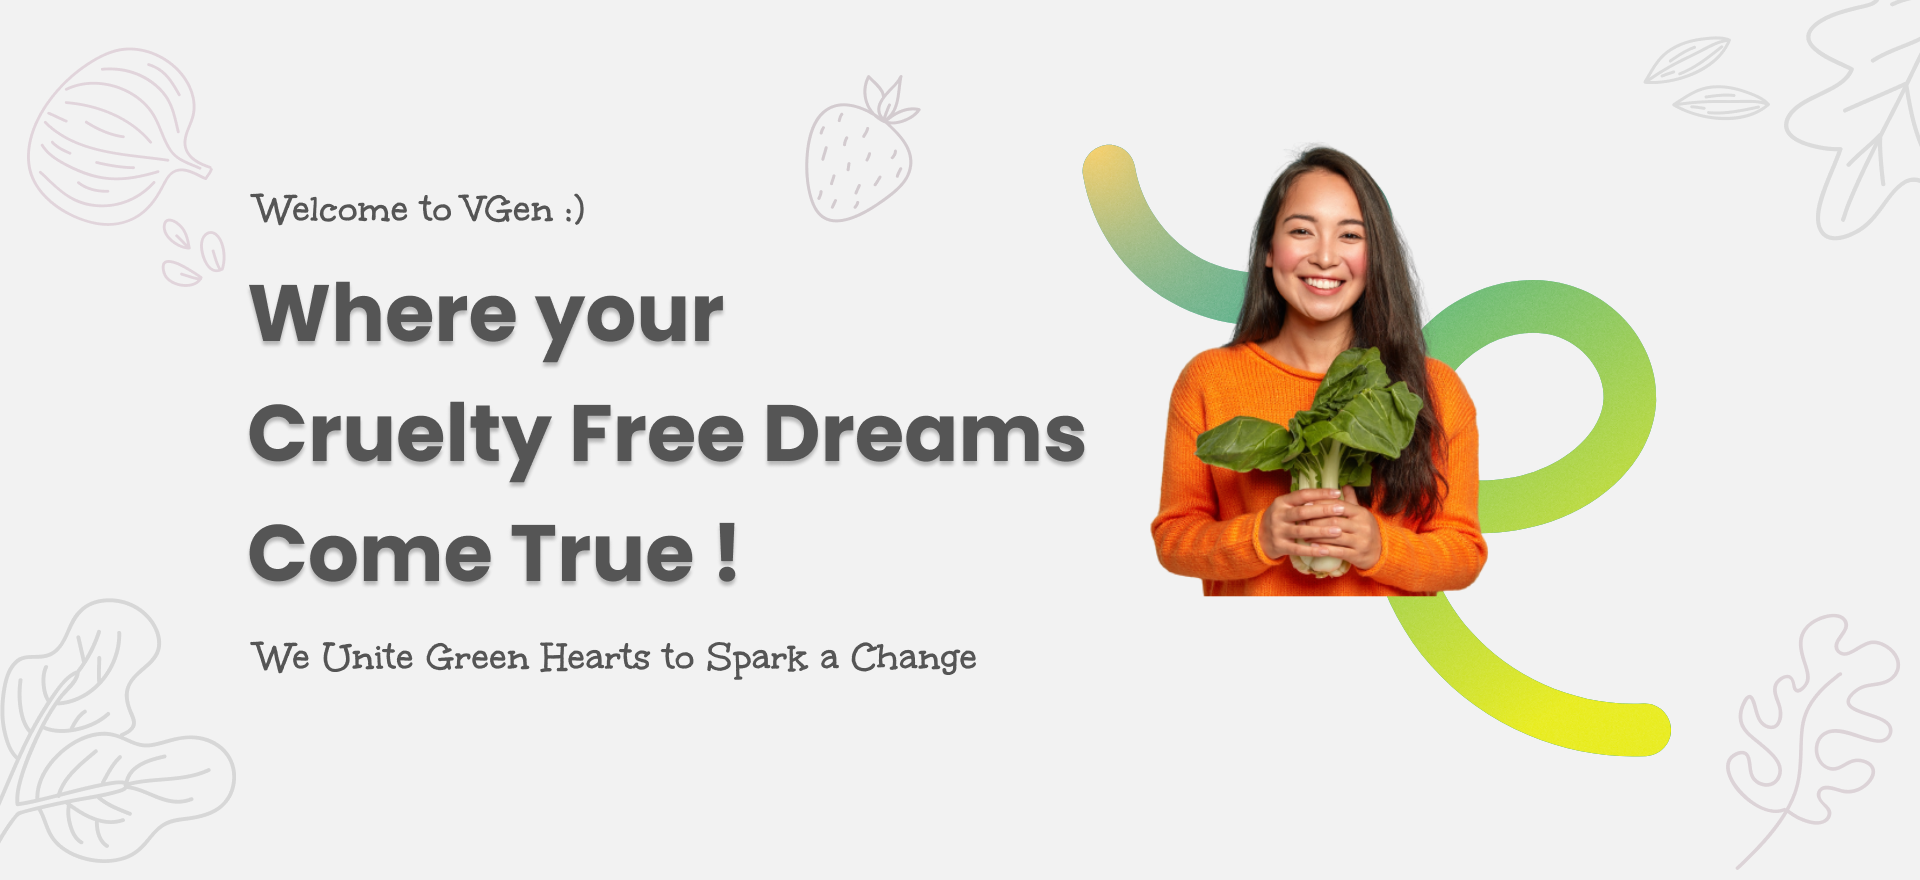 Welcome to VGen :)
Where your
Cruelty Free Dreams
Come True !
We Unite Green Hearts to Spark a Change